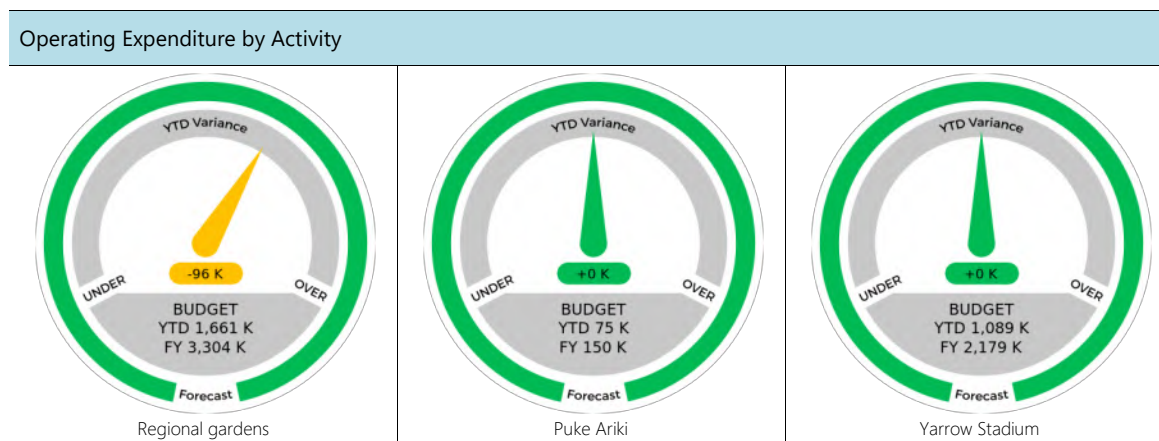 Operating Expenditure by Activity
YTD Variance
-96 K
UNDER
OVER
BUDGET
YTD 1,661 K
FY 3,304 K
Forecast
Regional gardens
YTD Variance
+0 K
UNDER
OVER
BUDGET
YTD 75 K
FY 150 K
Forecast
Puke Ariki
YTD Variance
+0 K
UNDER
OVER
BUDGET
YTD 1,089 K
FY 2,179 K
Forecast
Yarrow Stadium